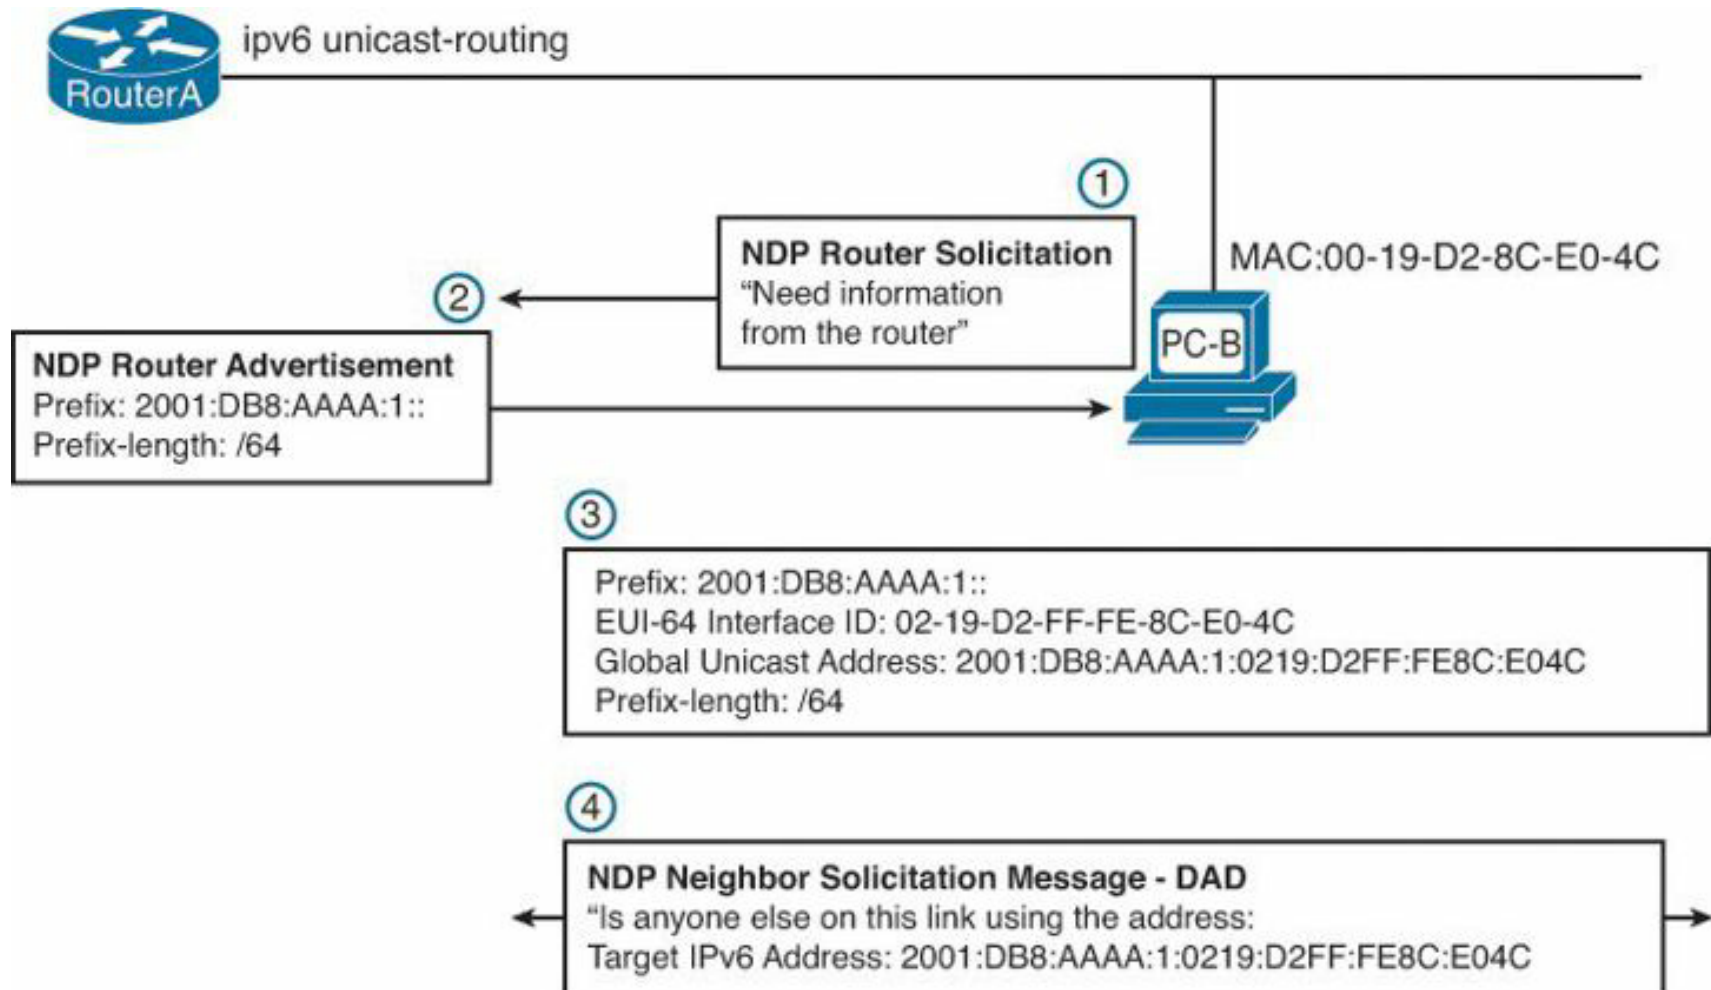 ipv6 unicast-routing
RouterA
1
NDP Router Solicitation
“Need information
from the router”
MAC:00-19-D2-8C-E0-4C
PC-B
2
NDP Router Advertisement
Prefix: 2001:DB8:AAAA:1::
Prefix-length: /64
3
Prefix: 2001:DB8:AAAA:1::
EUI-64 Interface ID: 02-19-D2-FF-FE-8C-E0-4C
Global Unicast Address: 2001:DB8:AAAA:1:0219:D2FF:FE8C:E04C
Prefix-length: /64
4
NDP Neighbor Solicitation Message - DAD
“Is anyone else on this link using the address:
Target IPv6 Address: 2001:DB8:AAAA:1:0219:D2FF:FE8C:E04C